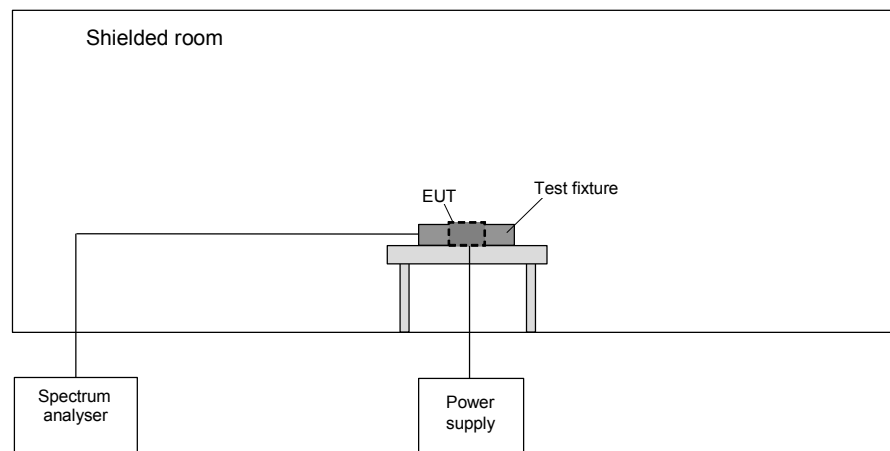 Shielded room
EUT
Test fixture
Spectrum
analyser
Power
supply